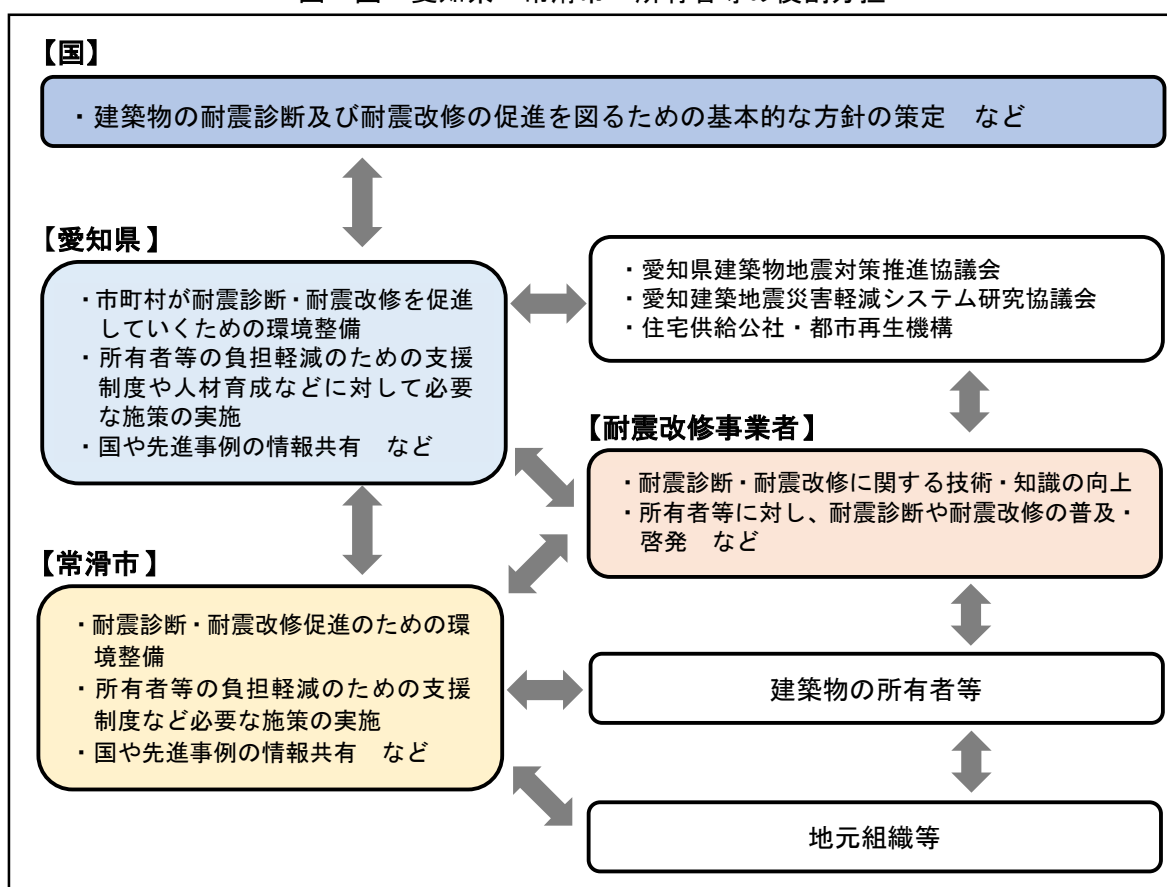 【国】
・建築物の耐震診断及び耐震改修の促進を図るための基本的な方針の策定　など
【愛知県】
・市町村が耐震診断・耐震改修を促進
していくための環境整備
・所有者等の負担軽減のための支援
制度や人材育成などに対して必要
な施策の実施
・国や先進事例の情報共有　など
・愛知県建築物地震対策推進協議会
・愛知建築地震災害軽減システム研究協議会
・住宅供給公社・都市再生機構
【耐震改修事業者】
・耐震診断・耐震改修に関する技術・知識の向上
・所有者等に対し、耐震診断や耐震改修の普及・
啓発　など
【常滑市】
・耐震診断・耐震改修促進のための環
境整備
・所有者等の負担軽減のための支援
制度など必要な施策の実施
・国や先進事例の情報共有　など
建築物の所有者等
地元組織等